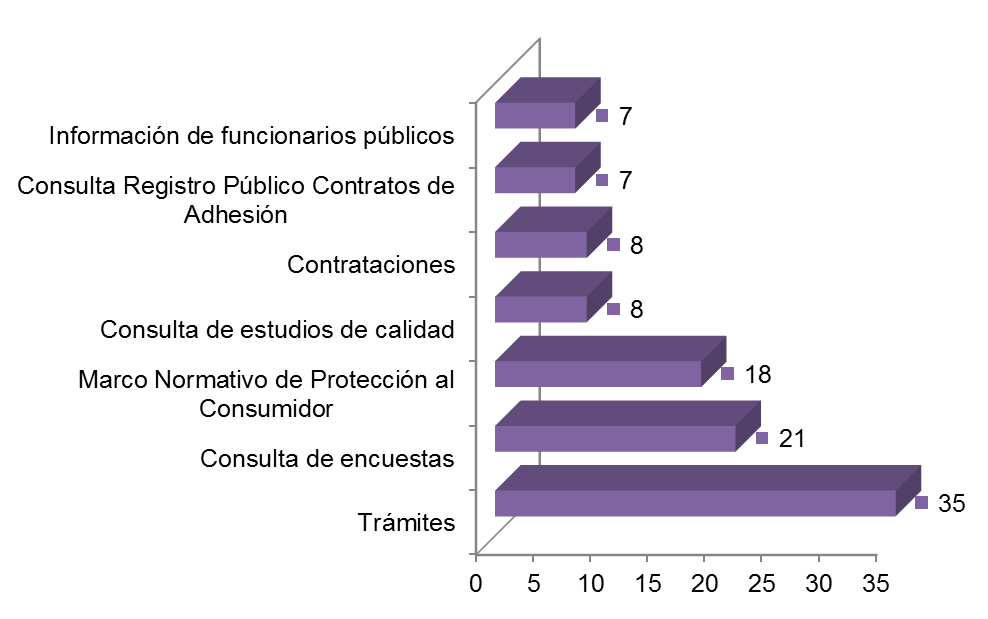 7
Información de funcionarios públicos
7
Consulta Registro Público Contratos de
Adhesión
8
Contrataciones
8
Consulta de estudios de calidad
18
Marco Normativo de Protección al
Consumidor
21
Consulta de encuestas
35
Trámites
0 5 10 15 20 25 30 35